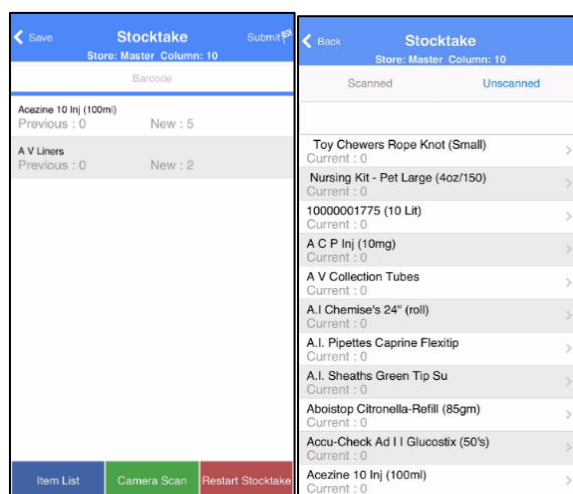 Save
Stocktake
Submit
Store: Master Column: 10
Barcode
Acezine 10 Inj (100ml)
Previous : 0 New : 5
A V Liners
Previous : 0 New : 2
Item List
Camera Scan
Restart Stocktake
Back
Stocktake
Store: Master Column: 10
Scanned
Unscanned
Toy Chewers Rope Knot (Small)
Current : 0
Nursing Kit - Pet Large (4oz/150)
Current : 0
10000001775 (10 Lit)
Current : 0
A C P Inj (10mg)
Current : 0
A V Collection Tubes
Current : 0
A.I Chemise's 24" (roll)
Current : 0
A.I. Pipettes Caprine Flexitip
Current : 0
A.I. Sheaths Green Tip Su
Current : 0
Aboistop Citronella-Refill (85gm)
Current : 0
Accu-Check Ad I I Glucostix (50's)
Current : 0
Acezine 10 Inj (100ml)
Current : 0